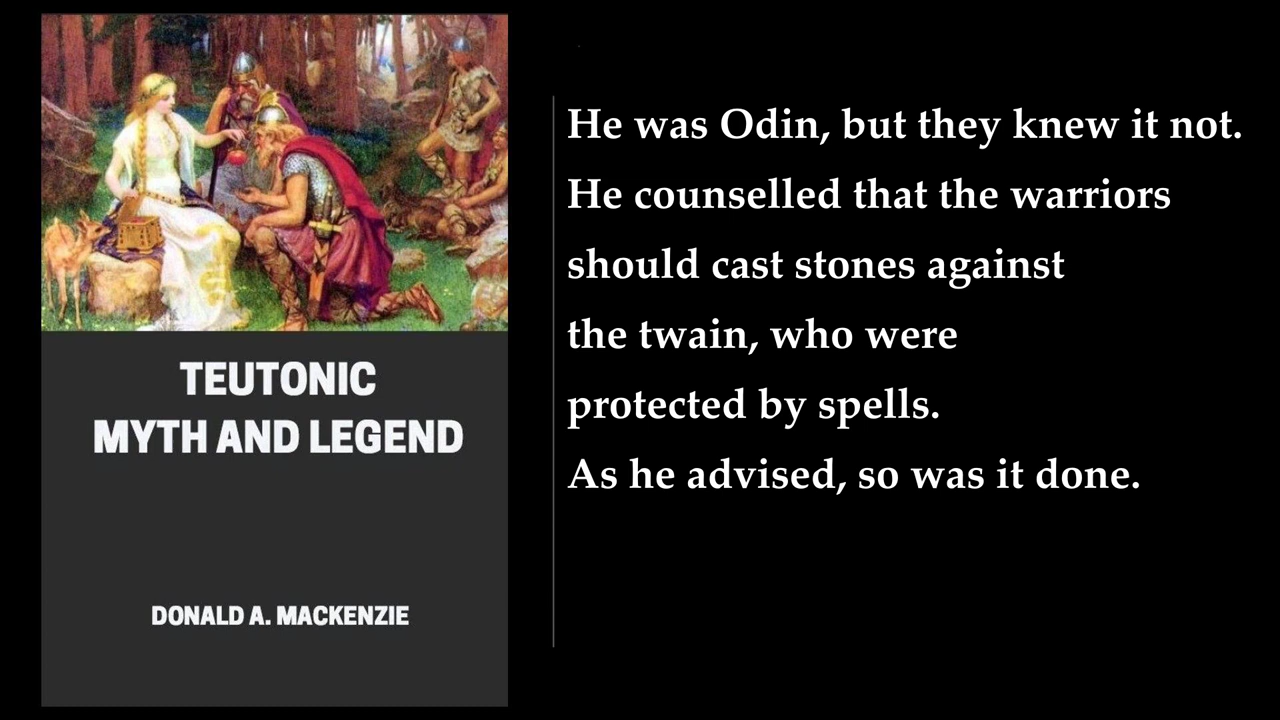 TEUTONIC
MYTH AND LEGEND
DONALD A. MACKENZIE
He was Odin, but they knew it not.
He counselled that the warriors
should cast stones against
the twain, who were
protected by spells.
As he advised, so was it done.